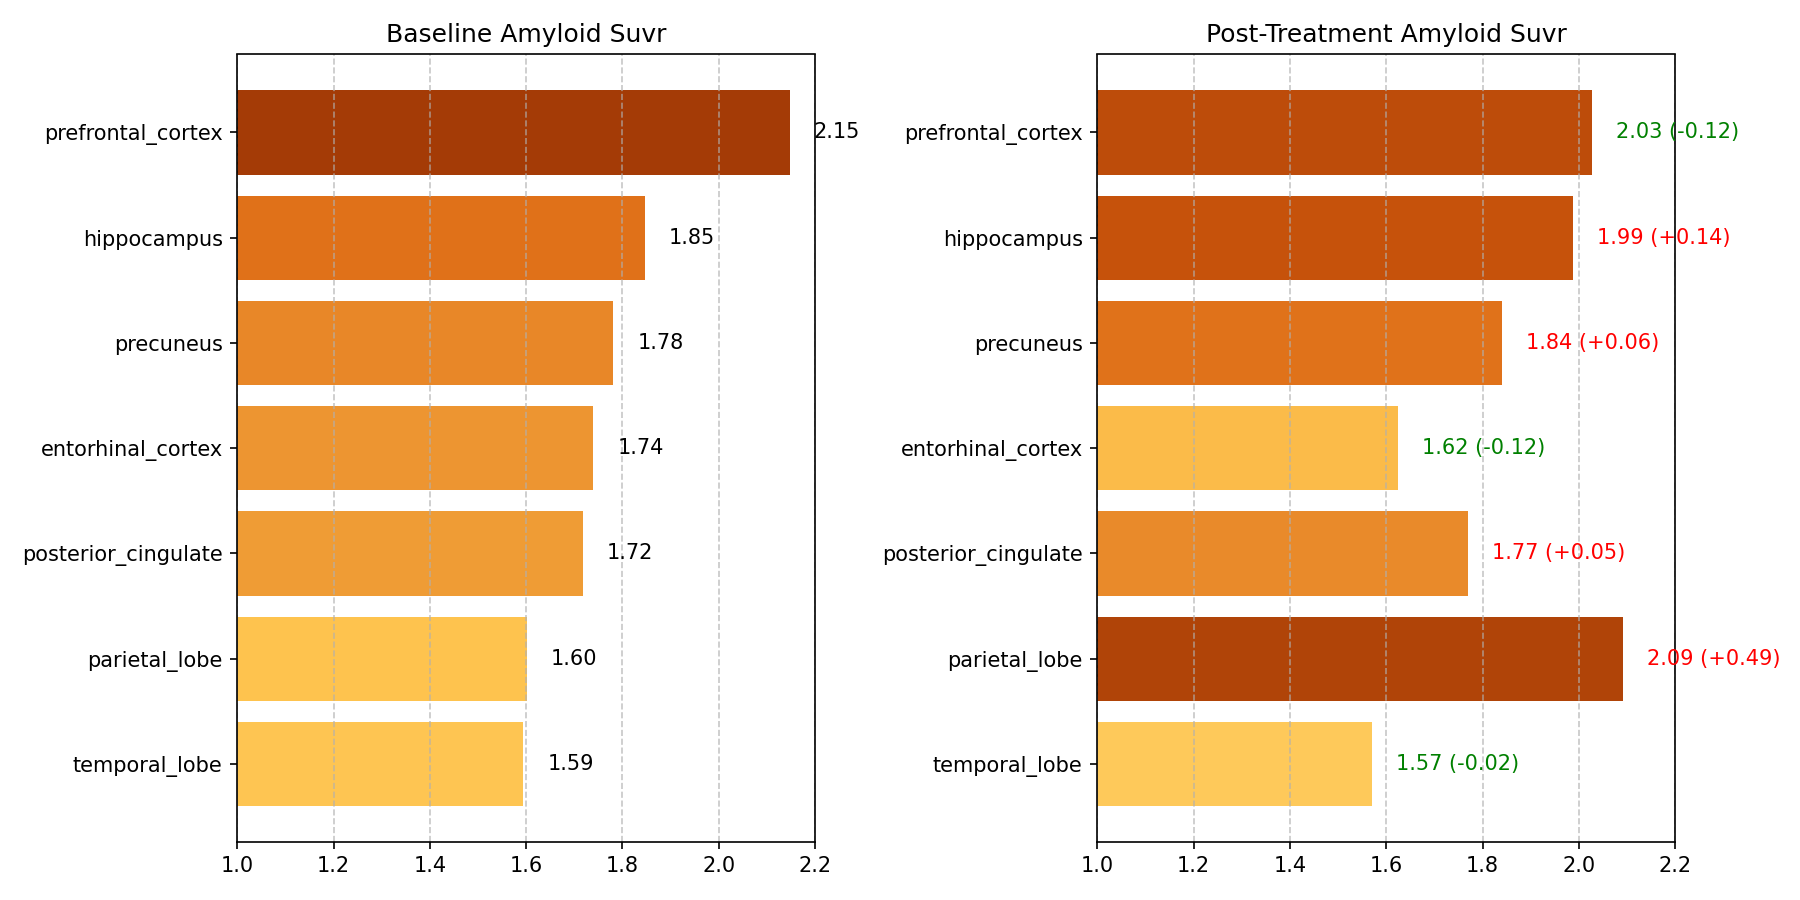 Baseline Amyloid Suvr
prefrontal_cortex 2.15
hippocampus 1.85
precuneus 1.78
entorhinal_cortex 1.74
posterior_cingulate 1.72
parietal_lobe 1.60
temporal_lobe 1.59
1.0 1.2 1.4 1.6 1.8 2.0 2.2
Post-Treatment Amyloid Suvr
prefrontal_cortex 2.03 (-0.12)
hippocampus 1.99 (+0.14)
precuneus 1.84 (+0.06)
entorhinal_cortex 1.62 (-0.12)
posterior_cingulate 1.77 (+0.05)
parietal_lobe 2.09 (+0.49)
temporal_lobe 1.57 (-0.02)
1.0 1.2 1.4 1.6 1.8 2.0 2.2